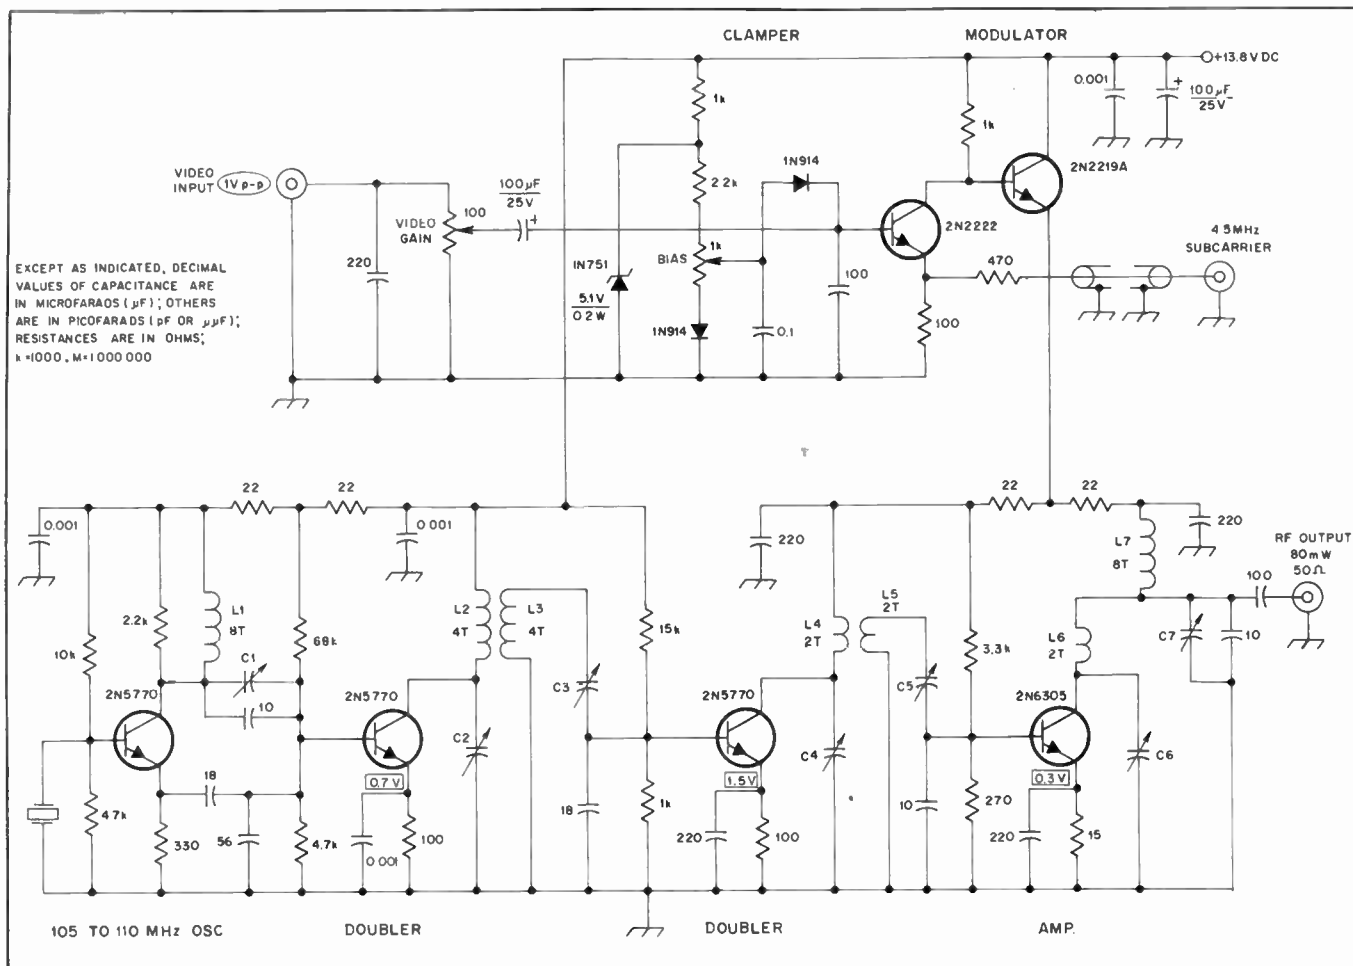 CLAMPER
MODULATOR
+13.8V DC
0.001
100µF
25V
1k
1k
2N2219A
VIDEO
INPUT
1V p-p
1N914
2.2k
100µF
25V
100
VIDEO
GAIN
2N2222
4.5MHz
SUBCARRIER
1k
BIAS
470
220
1N751
5.1V
0.2W
100
EXCEPT AS INDICATED, DECIMAL
VALUES OF CAPACITANCE ARE
IN MICROFARADS (µF); OTHERS
ARE IN PICOFARADS (pF OR µµF);
RESISTANCES ARE IN OHMS;
k=1000, M=1000 000
1N914
0.1
100
22
22
22
22
0.001
0 001
220
220
L7
8T
RF OUTPUT
80mW
50Ω
100
L1
8T
2.2k
68k
L2
4T
L3
4T
15k
L4
2T
L5
2T
3.3k
L6
2T
C7
10
10k
C1
10
C3
C5
2N5770
2N5770
2N5770
2N6305
C2
C4
C6
0.7V
1.5V
0.3V
18
47k
330
56
4.7k
0.001
100
18
1k
220
100
10
270
220
15
105 TO 110 MHz OSC
DOUBLER
DOUBLER
AMP.